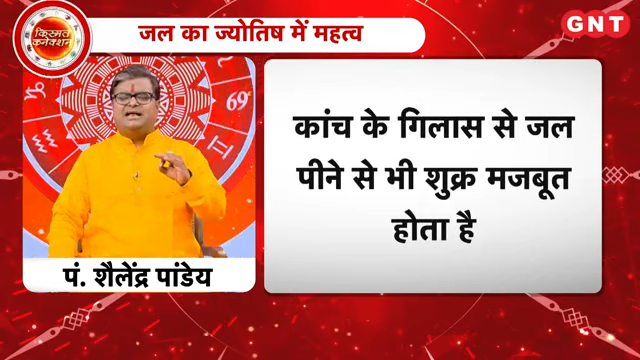 किस्मत
कनेक्शन
जल का ज्योतिष में महत्व
GNT
कांच के गिलास से जल
पीने से भी शुक्र मजबूत
होता है
पं. शैलेंद्र पांडेय